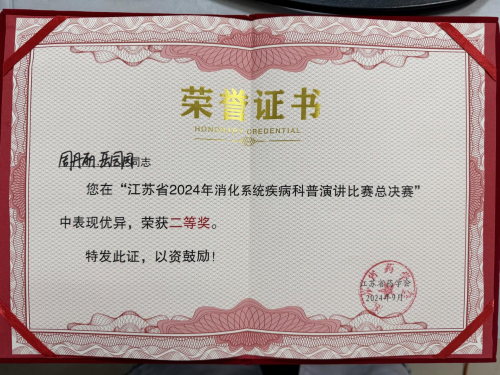 荣誉证书
HONORARY CREDENTIAL
同志
您在“江苏省2024年消化系统疾病科普演讲比赛总决赛”
中表现优异，荣获二等奖。
特发此证，以资鼓励！
江苏省药学会
2024年9月